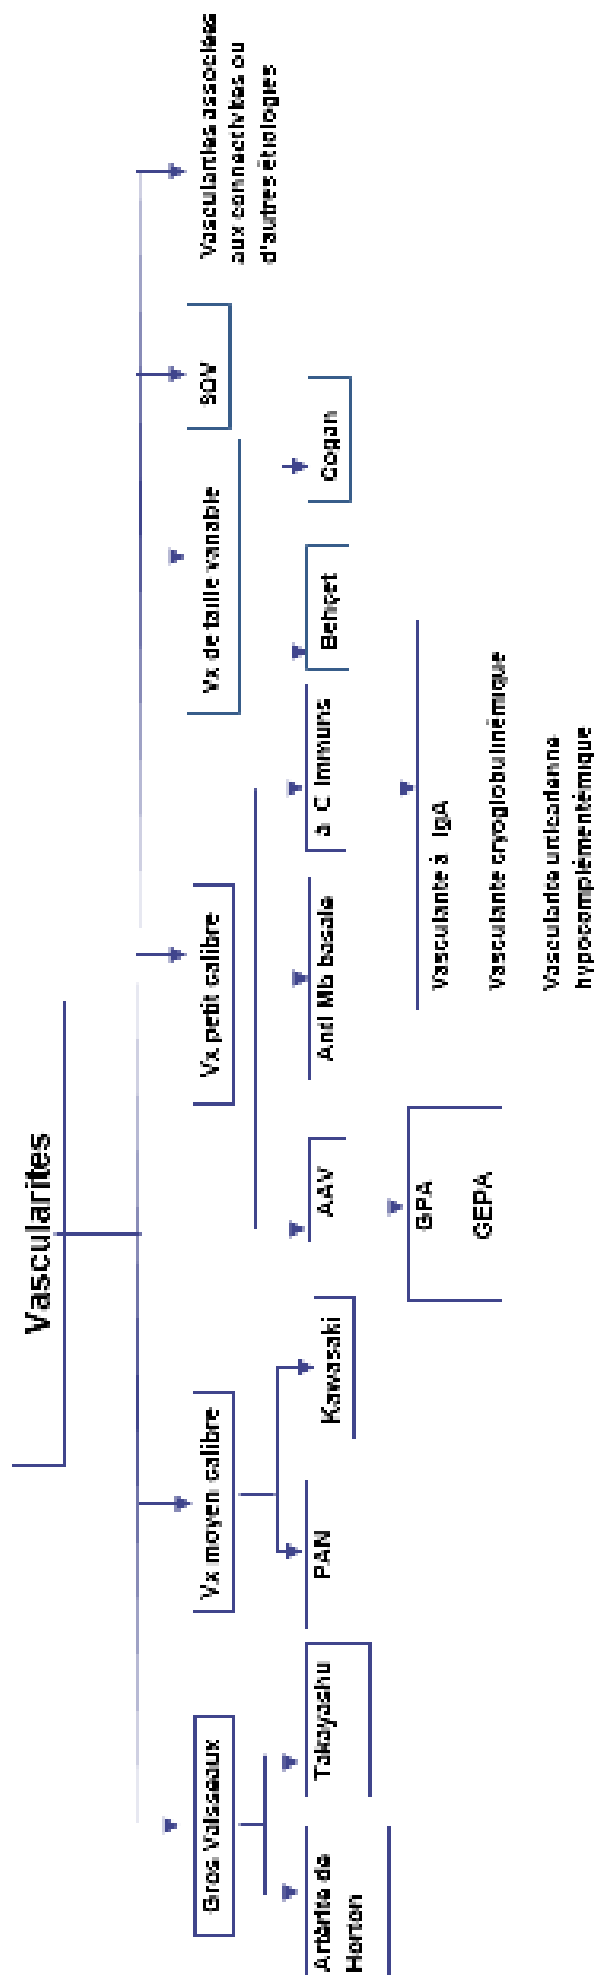 Vascularites
Gros Vaisseaux
Vx moyen calibre
Vx petit calibre
Vx de taille variable
SOV
Vascularites associées
aux connectivites ou
d'autres étiologies
Artérite de
Horton
Takayashu
PAN
Kawasaki
AAV
Anti Mb basale
à C Immuns
Behçet
Cogan
GPA
GEPA
Vascularite à IgA
Vascularite cryoglobulinémique
Vascularite urticarienne
hypocomplémentémique